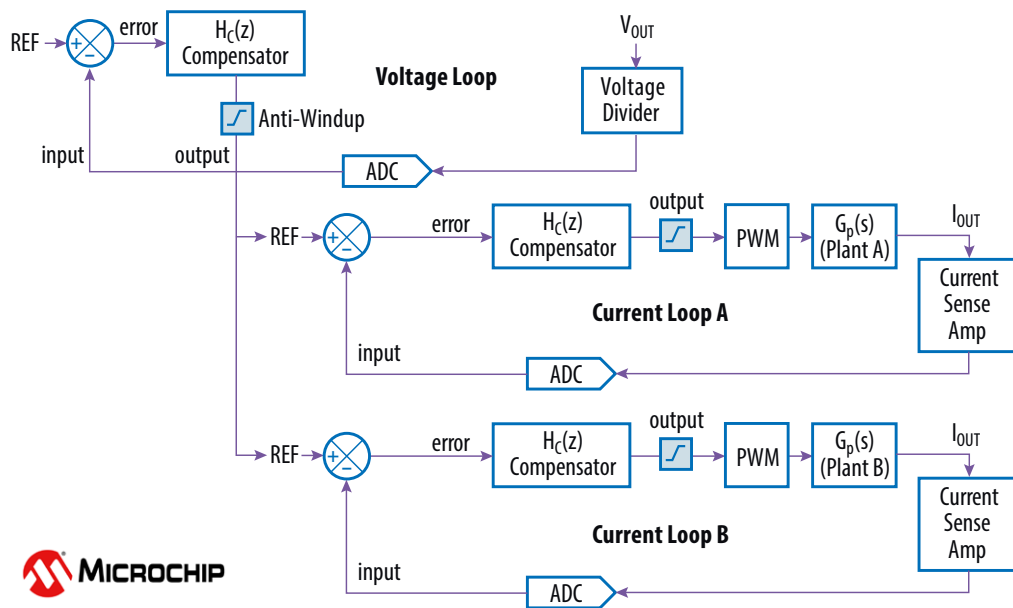 REF
+
−
error
H_C(z)
Compensator
Voltage Loop
V_OUT
Voltage
Divider
Anti-Windup
input
output
ADC
REF
+
−
error
H_C(z)
Compensator
output
PWM
G_p(s)
(Plant A)
I_OUT
Current
Sense
Amp
Current Loop A
input
ADC
REF
+
−
error
H_C(z)
Compensator
output
PWM
G_p(s)
(Plant B)
I_OUT
Current
Sense
Amp
Current Loop B
input
ADC
MICROCHIP